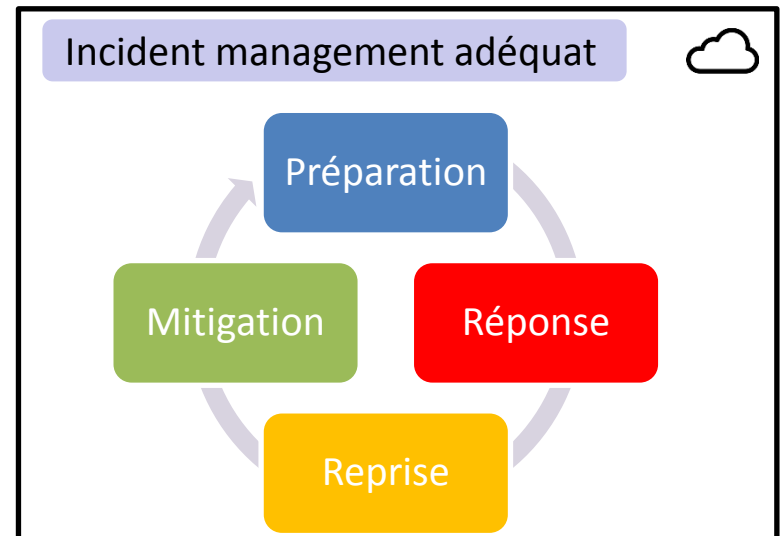 Incident management adéquat
Préparation
Mitigation
Réponse
Reprise